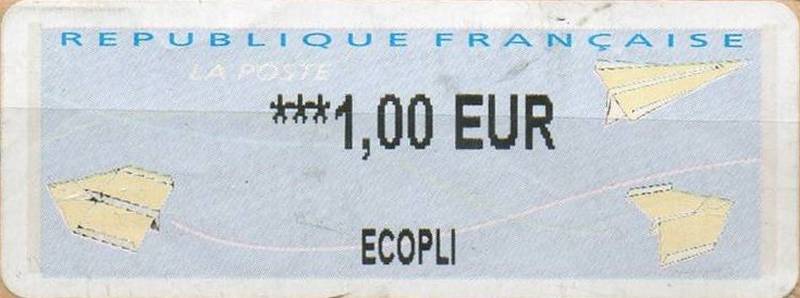 REPUBLIQUE FRANÇAISE
LA POSTE
***1,00 EUR
ECOPLI